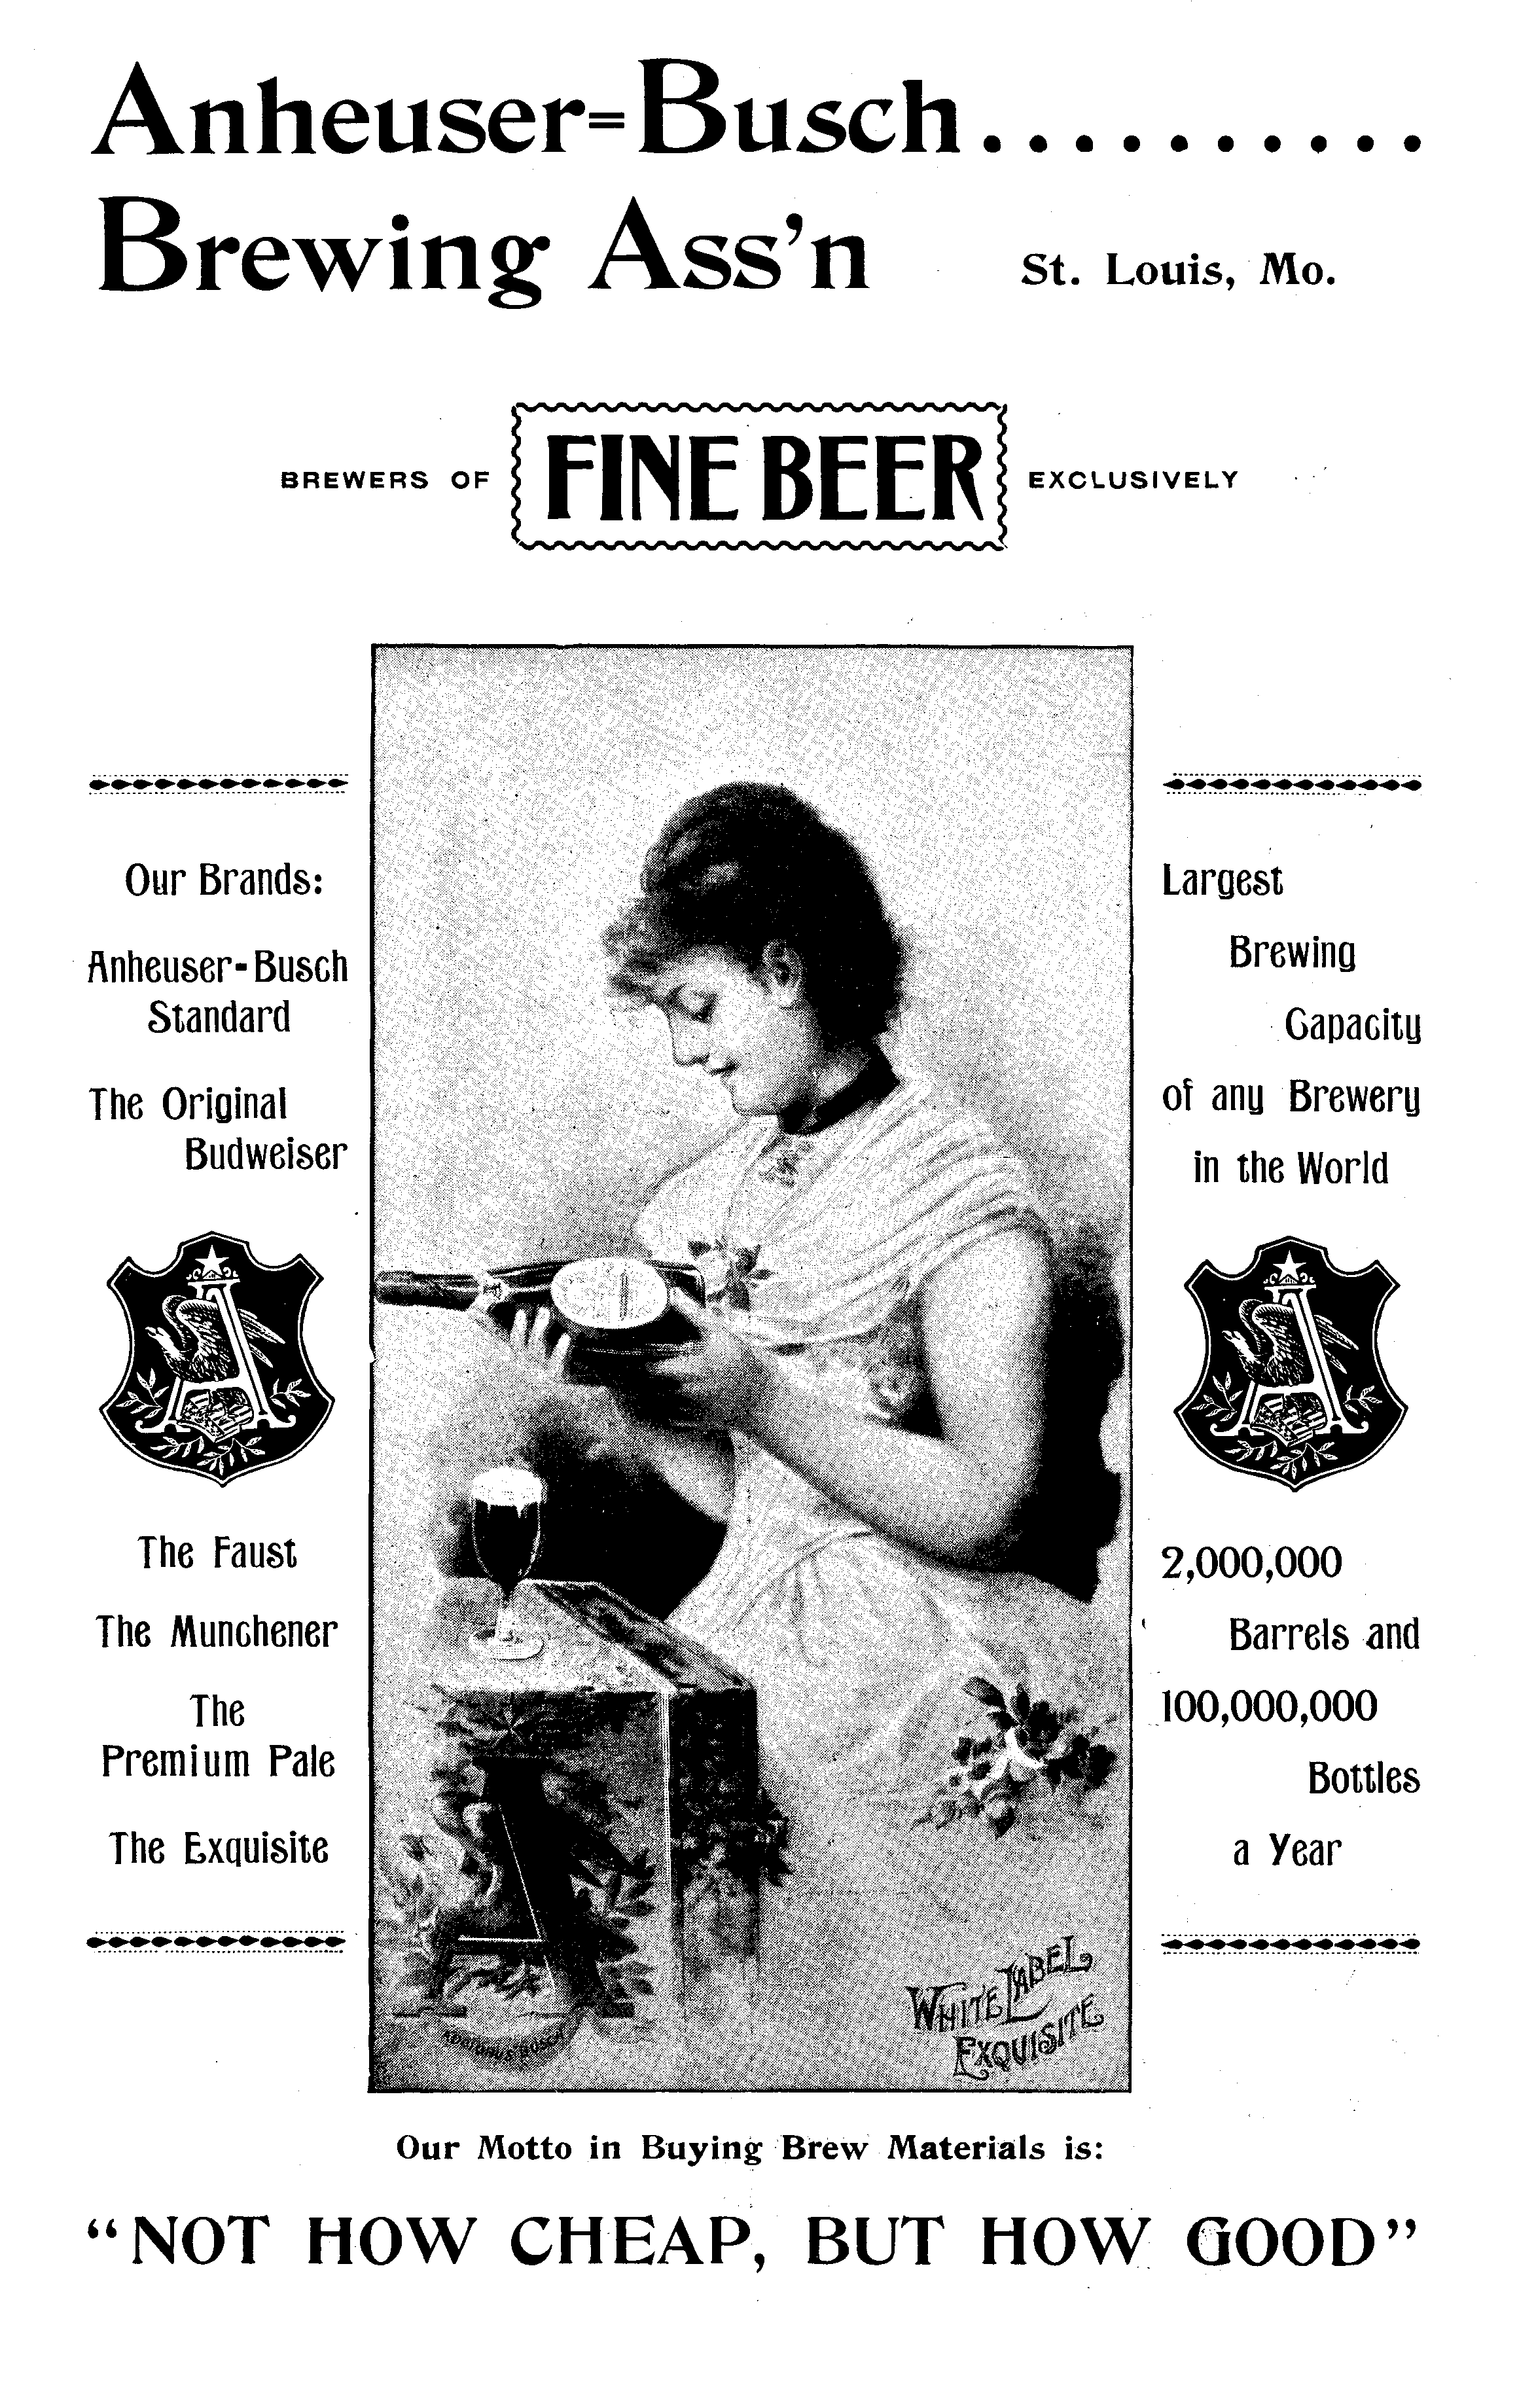 Anheuser=Busch..........
Brewing Ass'n
St. Louis, Mo.
BREWERS OF
FINE BEER
EXCLUSIVELY
Our Brands:
Anheuser-Busch
Standard
The Original
Budweiser
The Faust
The Munchener
The
Premium Pale
The Exquisite
Largest
Brewing
Capacity
of any Brewery
in the World
2,000,000
Barrels and
100,000,000
Bottles
a Year
A
A
A
ADOLPHUS BUSCH
WHITE LABEL
EXQUISITE
Our Motto in Buying Brew Materials is:
"NOT HOW CHEAP, BUT HOW GOOD"